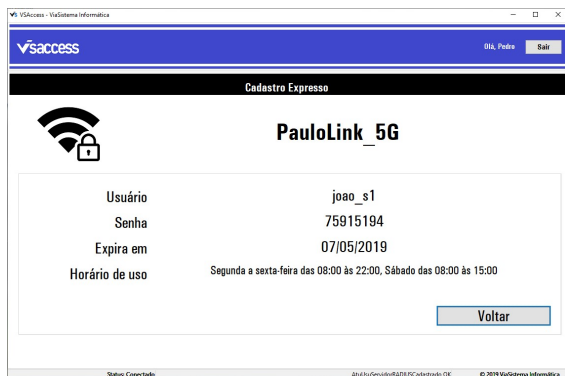 VSAccess - ViaSistema Informática
vsaccess
Olá, Pedro
Sair
Cadastro Expresso
PauloLink_5G
Usuário joao_s1
Senha 75915194
Expira em 07/05/2019
Horário de uso Segunda a sexta-feira das 08:00 às 22:00, Sábado das 08:00 às 15:00
Voltar
Status: Conectado AtuUsuServidorRADIUSCadastrado OK © 2019 ViaSistema Informática